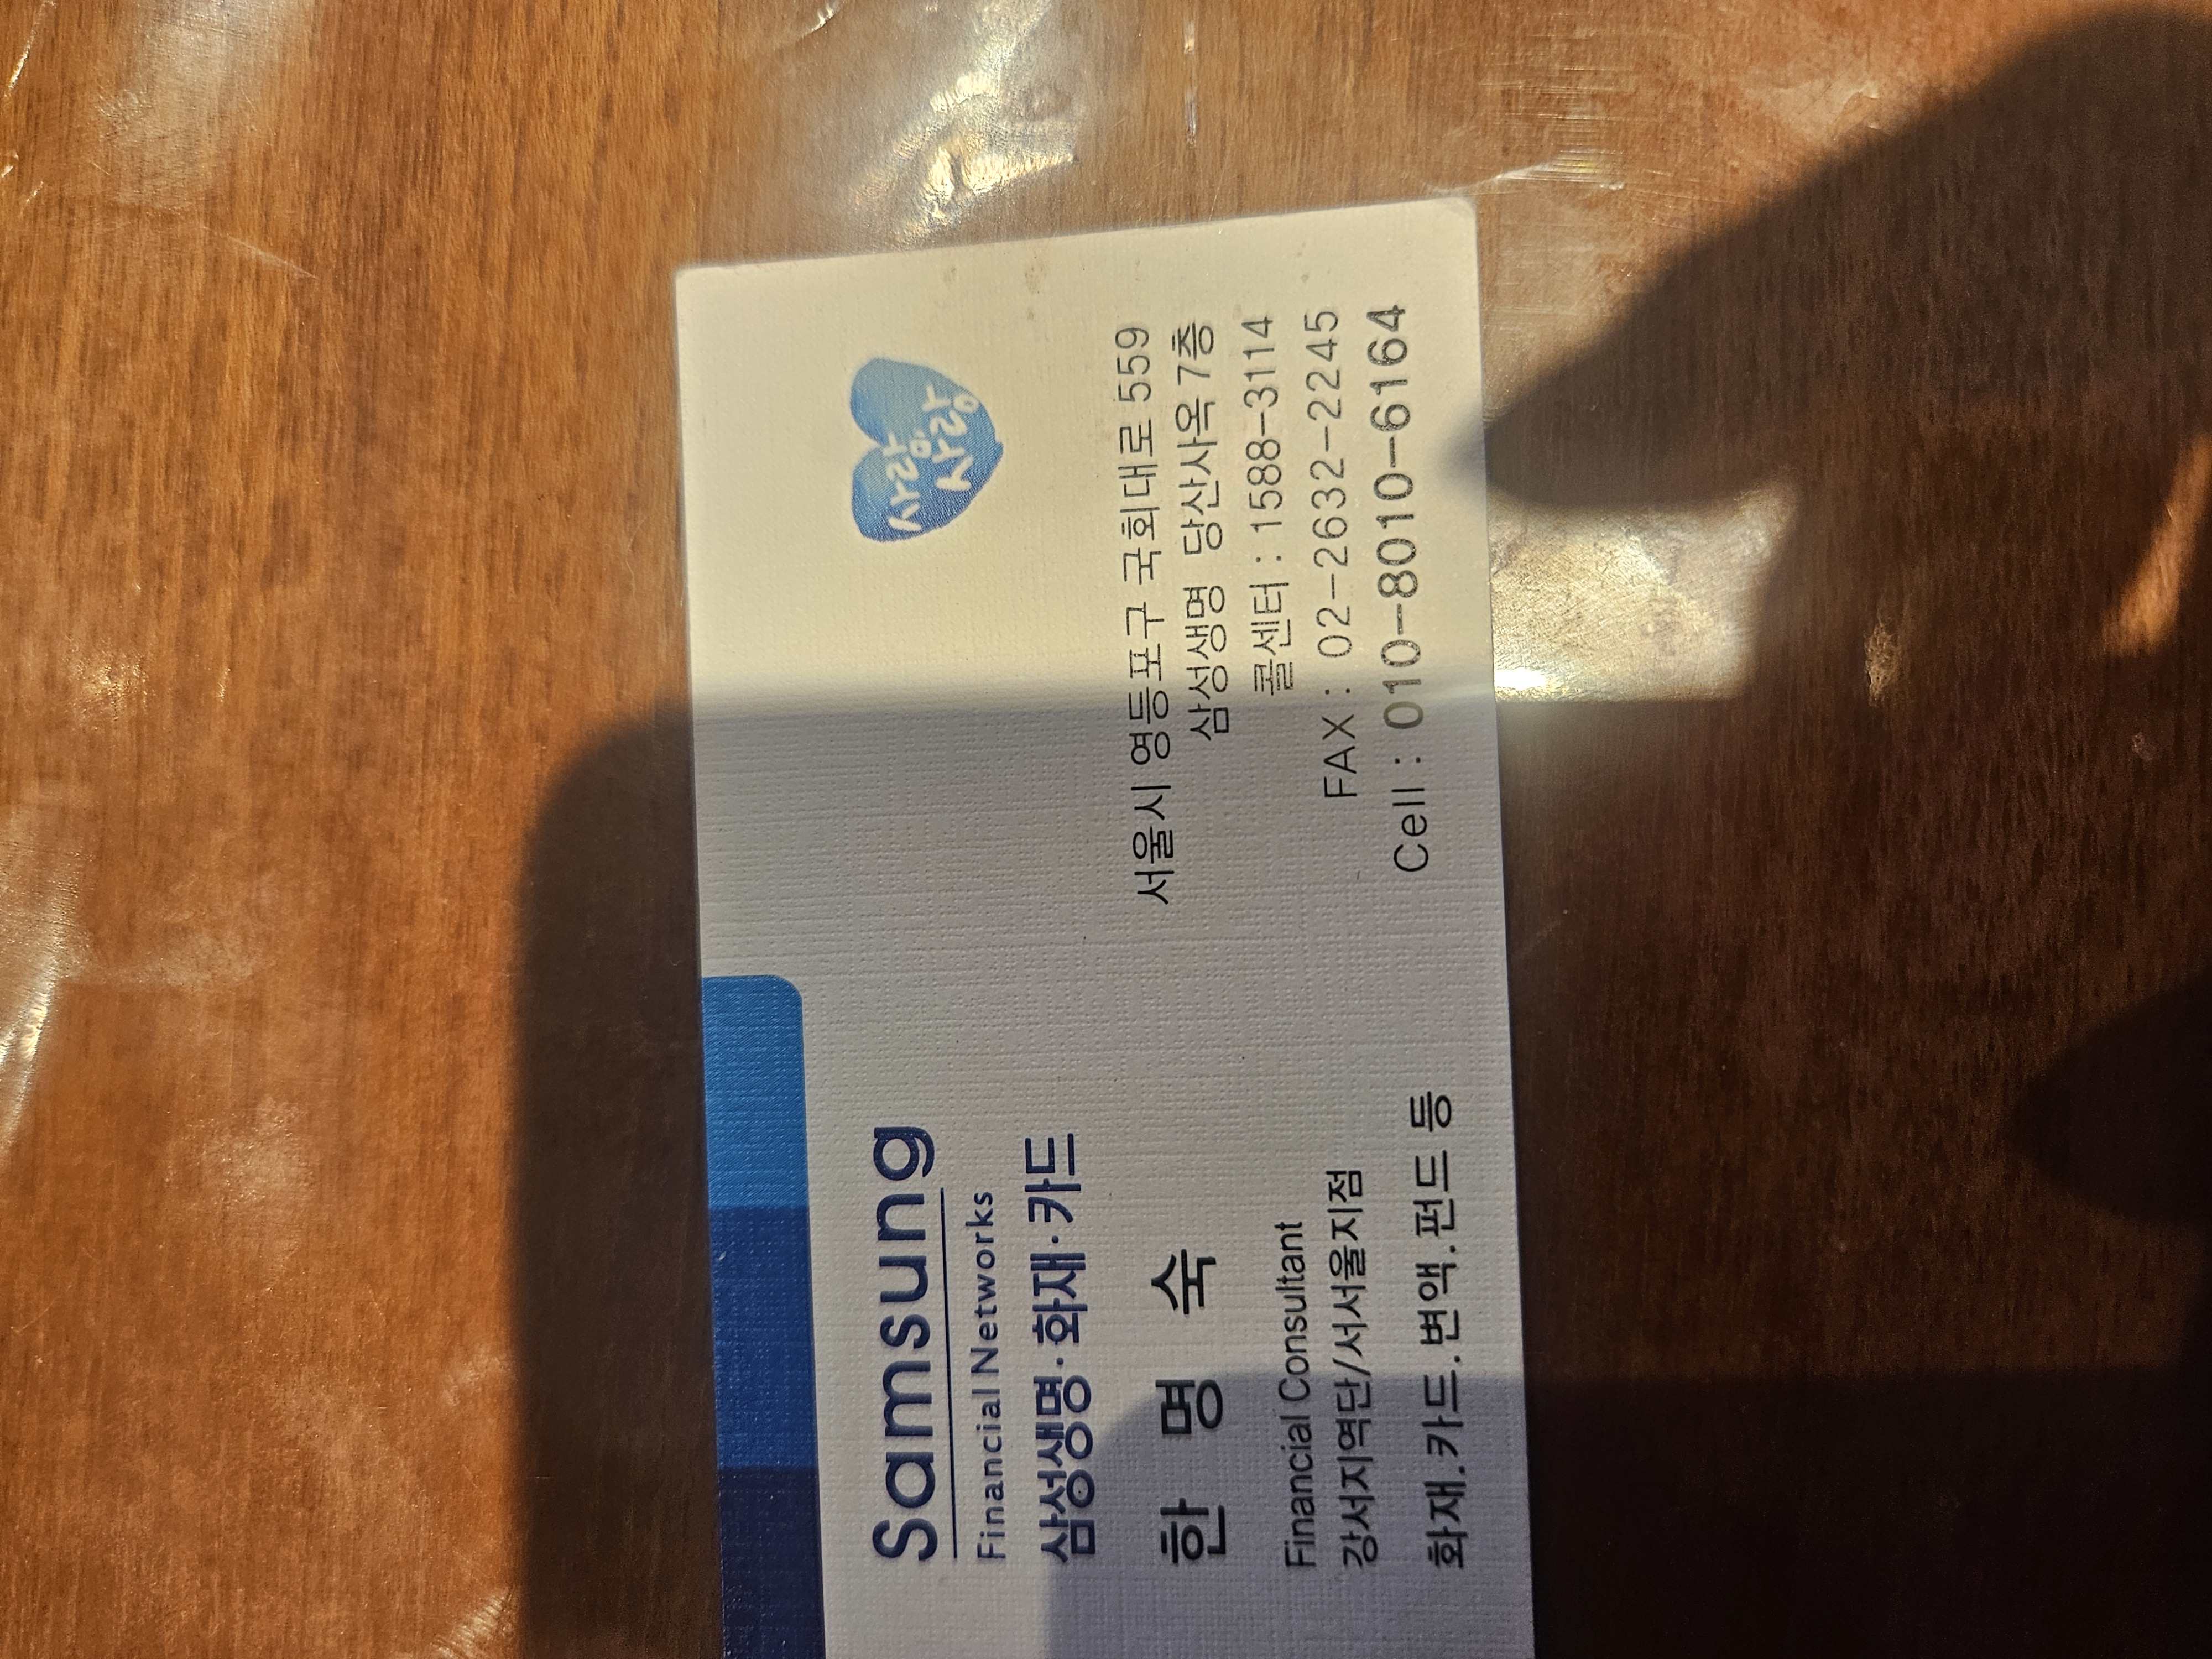 Samsung
Financial Networks
삼성생명·화재·카드
사랑
사랑
한 명 숙
Financial Consultant
강서지역단/서서울지점
화재.카드.변액.펀드 등
서울시 영등포구 국회대로 559
삼성생명 당산사옥 7층
콜센터 : 1588-3114
FAX : 02-2632-2245
Cell : 010-8010-6164